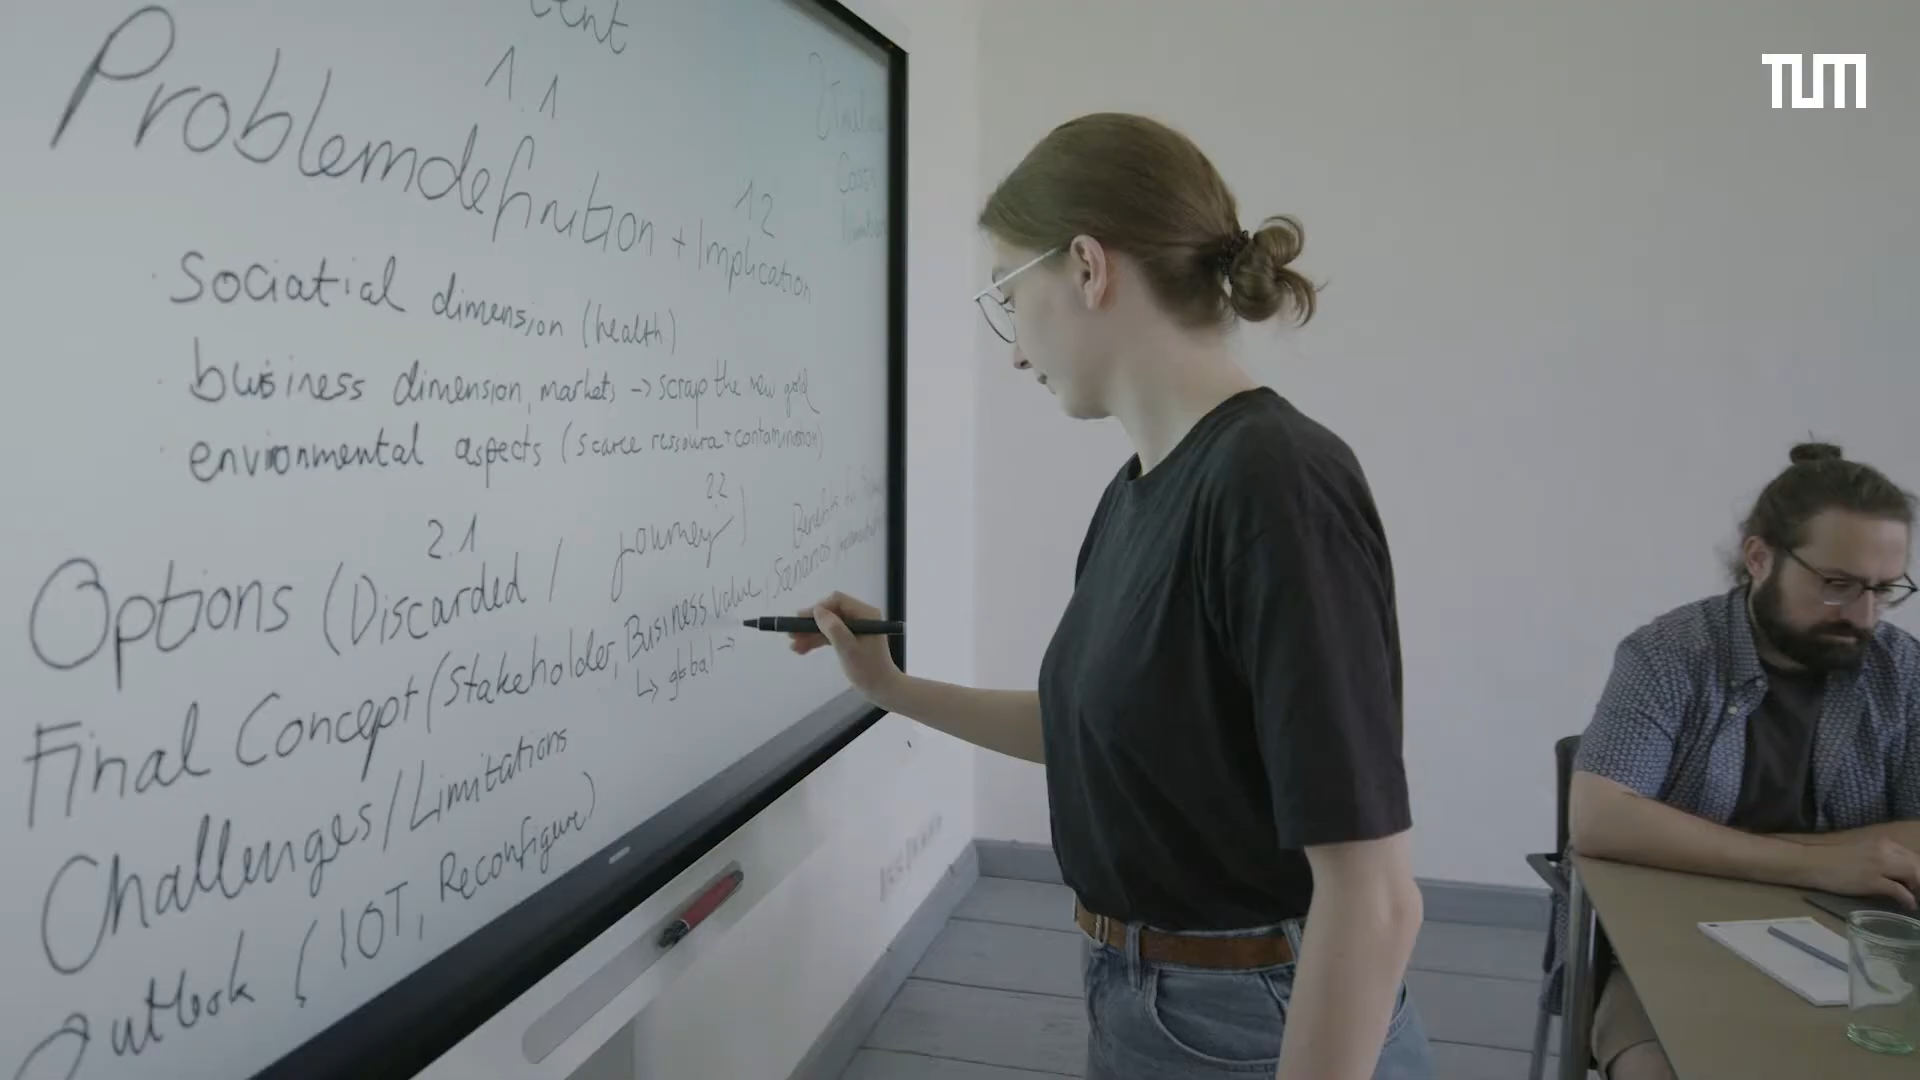 TUM
1.1
Problemdefinition + Implication
1.2
Sociatial dimension (health)
business dimension, markets -> scrap the new gold
environmental aspects (scarce ressource + contamination)
2.1
2.2
Options (Discarded / journey)
Final Concept (Stakeholder, Business value, Scenarios
↳ global →
Challenges/Limitations
Outlook (IOT, Reconfigure)